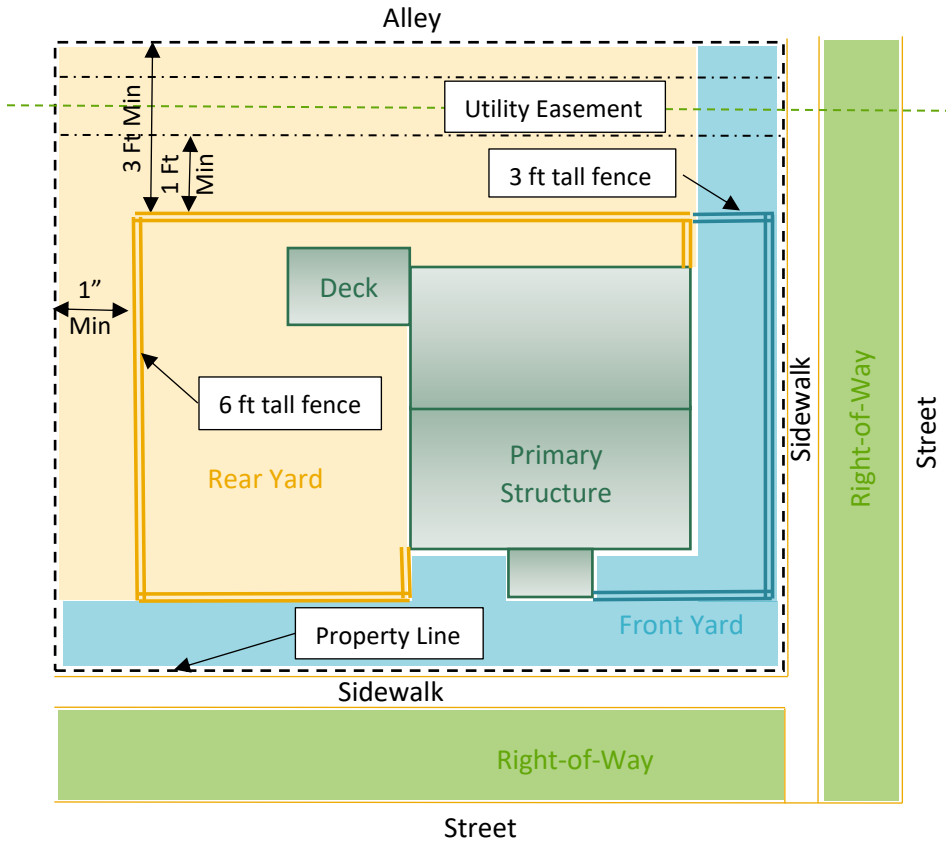 Alley
Utility Easement
3 Ft Min
1 Ft
Min
3 ft tall fence
Deck
1”
Min
6 ft tall fence
Rear Yard
Primary
Structure
Sidewalk
Right-of-Way
Street
Front Yard
Property Line
Sidewalk
Right-of-Way
Street